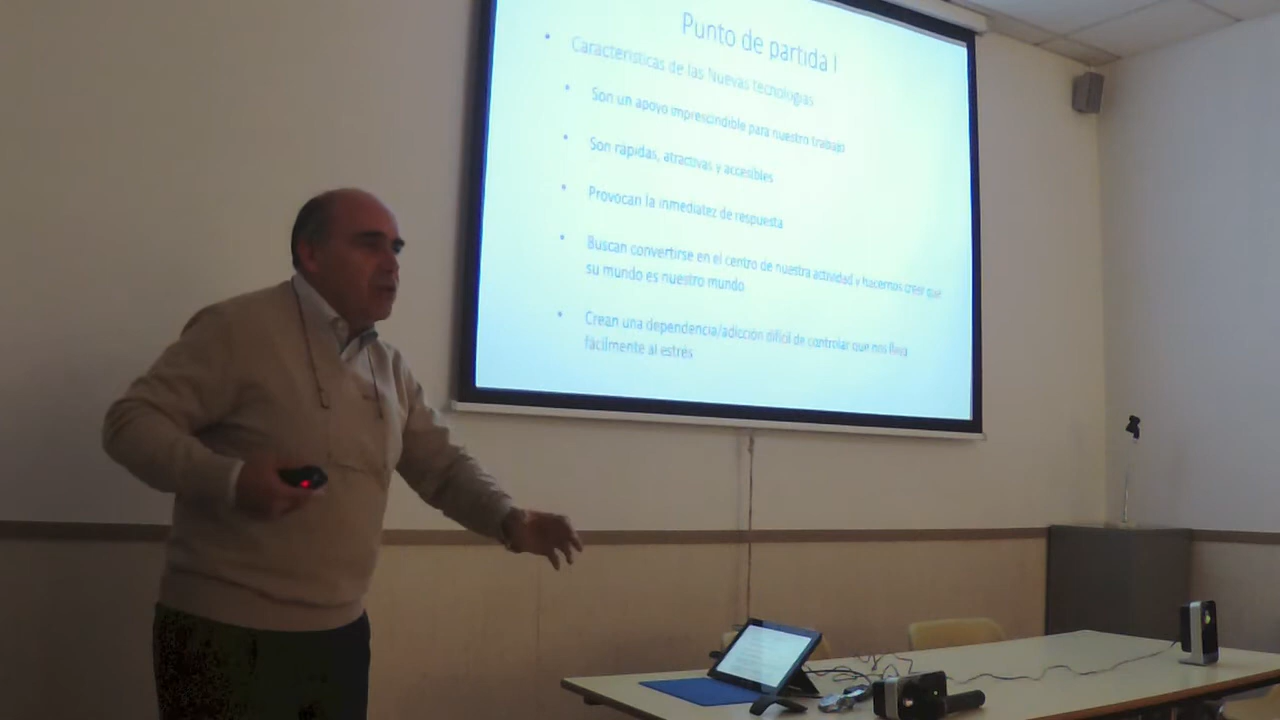 Punto de partida I
• Características de las Nuevas tecnologías
• Son un apoyo imprescindible para nuestro trabajo
• Son rápidas, atractivas y accesibles
• Provocan la inmediatez de respuesta
• Buscan convertirse en el centro de nuestra actividad y hacernos creer que
su mundo es nuestro mundo
• Crean una dependencia/adicción difícil de controlar que nos lleva
fácilmente al estrés